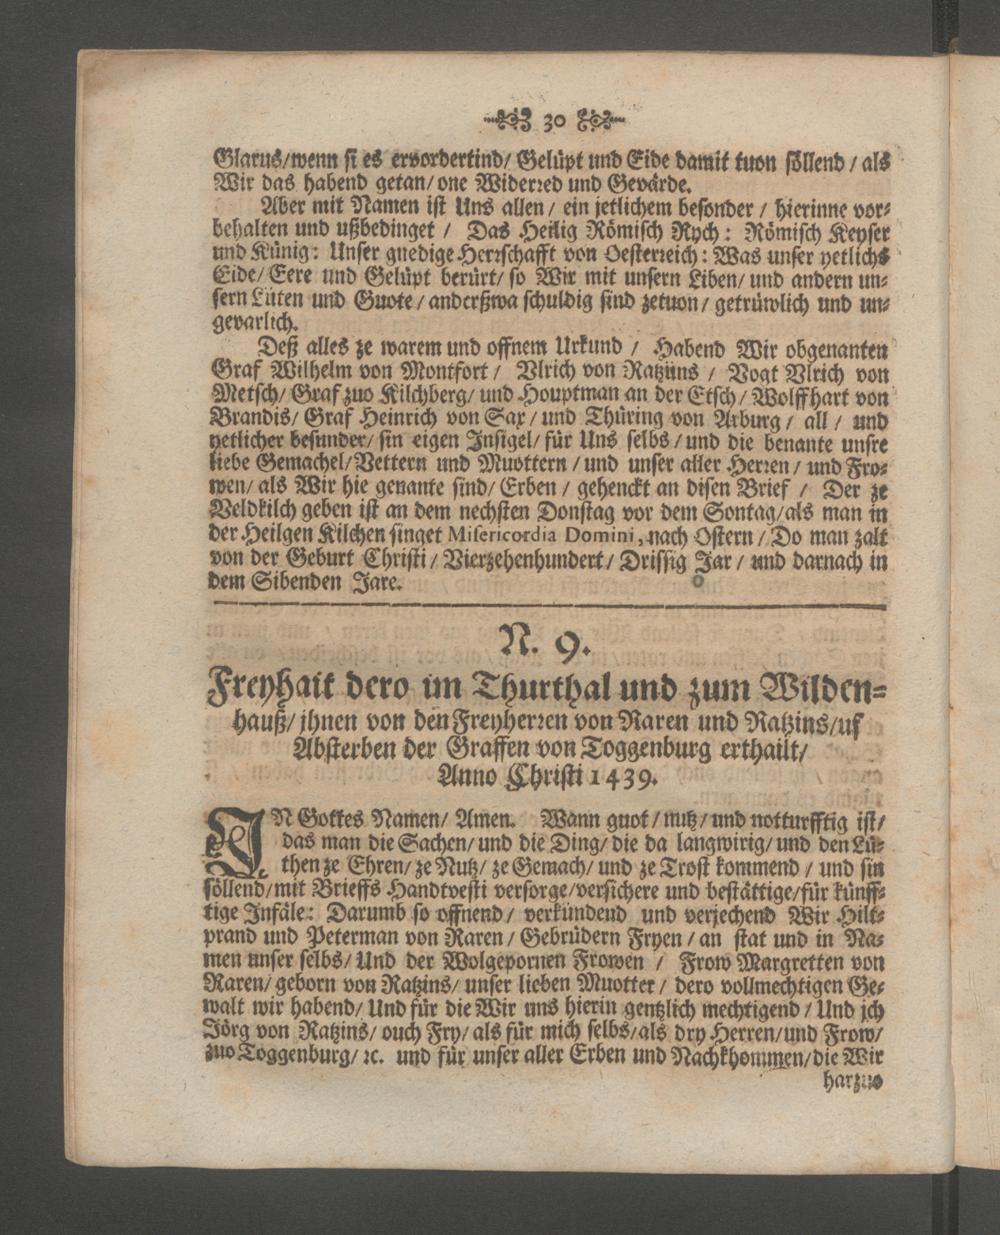 30
Glarus/wenn si es ervordertind/ Gelüpt und Eide damit tuon söllend / als
Wir das habend getan/ one Widerred und Gevärde.
Aber mit Namen ist Uns allen / ein jetlichem besonder / hierinne vor-
behalten und ußbedinget / Das Heilig Römisch Rych : Römisch Keyser
und Künig: Unser gnedige Herrschafft von Oesterreich : Was unser yetlichs
Eide/ Eere und Gelüpt berürt/ so Wir mit unsern Liben/ und andern un-
sern Lüten und Guote / anderßwa schuldig sind zetuon / getrüwlich und un-
gevarlich.
Deß alles ze warem und offnem Urkund / Habend Wir obgenanten
Graf Wilhelm von Montfort / Vlrich von Ratzüns / Vogt Vlrich von
Metsch/ Graf zuo Kilchberg/ und Houptman an der Etsch/ Wolffhart von
Brandis/ Graf Heinrich von Sax / und Thüring von Arburg / all / und
yetlicher besunder/ sin eigen Insigel/ für Uns selbs / und die benante unsre
liebe Gemachel/ Vettern und Muottern / und unser aller Herren / und Fro-
wen/ als Wir hie genante sind/ Erben / gehenckt an disen Brief / Der ze
Veldkilch geben ist an dem nechsten Donstag vor dem Sontag/als man in
der Heilgen Kilchen singet Misericordia Domini, nach Ostern / Do man zalt
von der Geburt Christi / Vierzehenhundert/ Drissig Jar / und darnach in
dem Sibenden Jare.
N. 9.
Freyhait dero im Thurthal und zum Wilden-
hauß/ jhnen von den Freyherren von Raren und Ratzins/uf
Absterben der Graffen von Toggenburg erthailt/
Anno Christi 1439.
IN Gottes Namen/ Amen. Wann guot / nutz / und notturfftig ist/
das man die Sachen/ und die Ding/ die da langwirig/ und den Lü-
then ze Ehren/ ze Nutz/ ze Gemach/ und ze Trost kommend / und sin
söllend/mit Brieffs Handtvesti versorge/versichere und bestättige/für künff-
tige Infäle: Darumb so offnend / verkündend und verjechend Wir Hilt-
prand und Peterman von Raren / Gebrüdern Fryen / an stat und in Na-
men unser selbs/ Und der Wolgepornen Frowen / Frow Margretten von
Raren/ geborn von Ratzins/ unser lieben Muotter / dero vollmechtigen Ge-
walt wir habend/ Und für die Wir uns hierin gentzlich mechtigend / Und jch
Jörg von Ratzins/ ouch Fry/ als für mich selbs/als dry Herren/und Frow/
zuo Toggenburg/ ꝛc. und für unser aller Erben und Nachkhommen/die Wir
harzuo